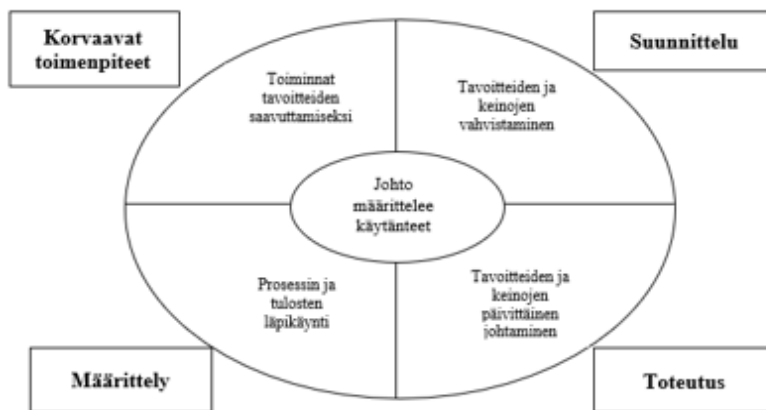 Korvaavat
toimenpiteet
Suunnittelu
Toiminnat
tavoitteiden
saavuttamiseksi
Tavoitteiden ja
keinojen
vahvistaminen
Johto
määrittelee
käytänteet
Prosessin ja
tulosten
läpikäynti
Tavoitteiden ja
keinojen
päivittäinen
johtaminen
Määrittely
Toteutus